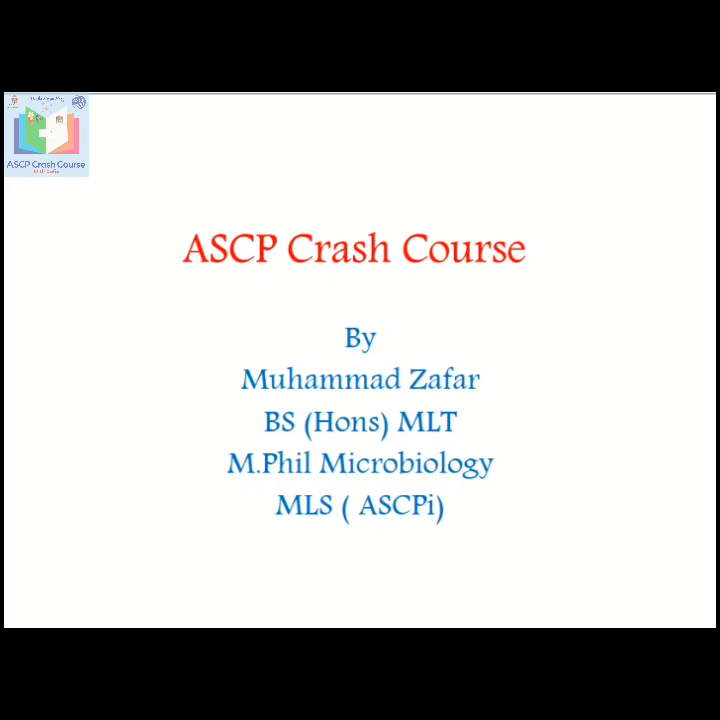 ASCP Crash Course
ASCP Crash Course
By
Muhammad Zafar
BS (Hons) MLT
M.Phil Microbiology
MLS ( ASCPi)